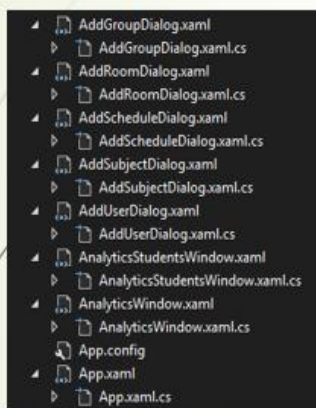 AddGroupDialog.xaml
AddGroupDialog.xaml.cs
AddRoomDialog.xaml
AddRoomDialog.xaml.cs
AddScheduleDialog.xaml
AddScheduleDialog.xaml.cs
AddSubjectDialog.xaml
AddSubjectDialog.xaml.cs
AddUserDialog.xaml
AddUserDialog.xaml.cs
AnalyticsStudentsWindow.xaml
AnalyticsStudentsWindow.xaml.cs
AnalyticsWindow.xaml
AnalyticsWindow.xaml.cs
App.config
App.xaml
App.xaml.cs